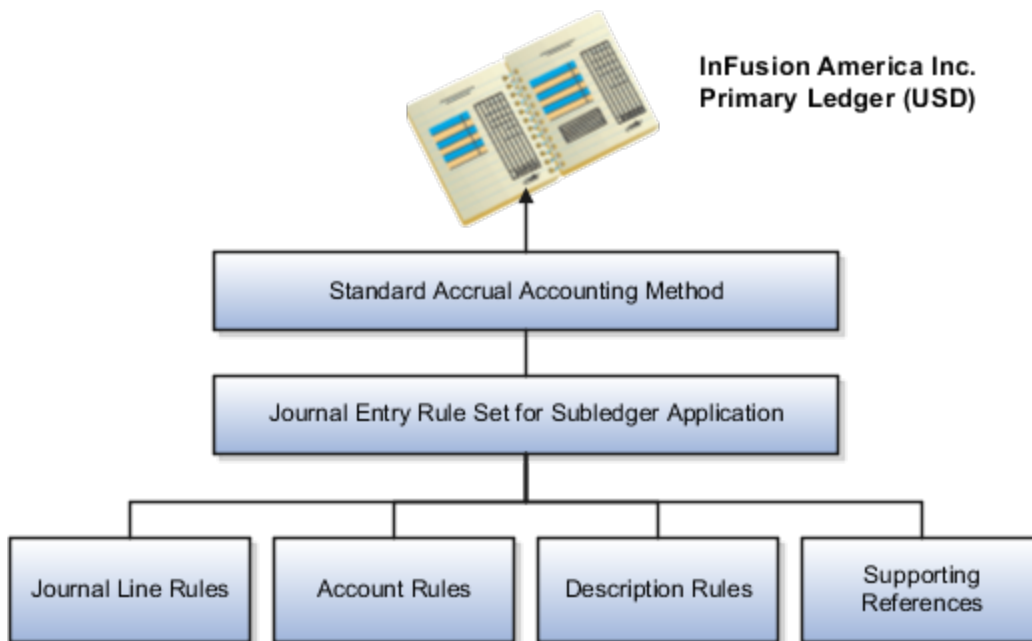 InFusion America Inc.
Primary Ledger (USD)
Standard Accrual Accounting Method
Journal Entry Rule Set for Subledger Application
Journal Line Rules
Account Rules
Description Rules
Supporting
References